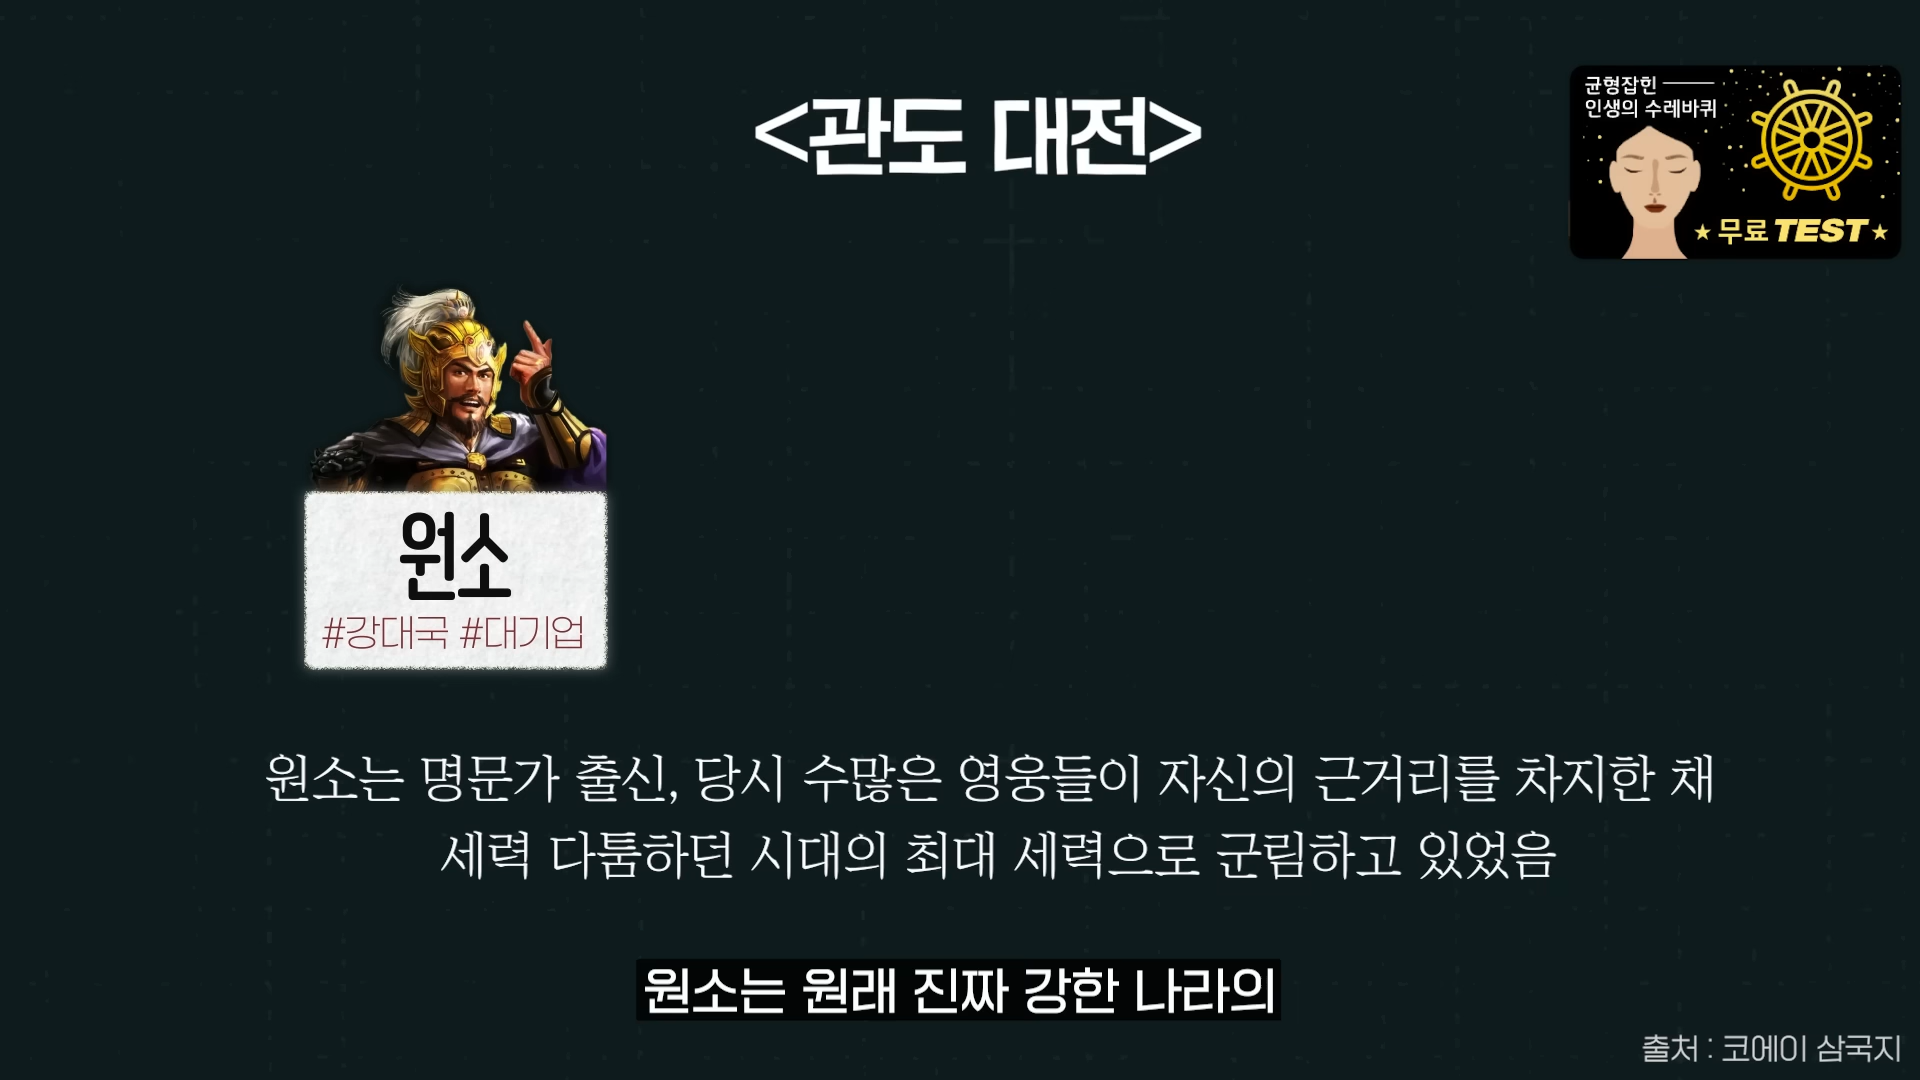 <관도 대전>
균형잡힌
인생의 수레바퀴
★ 무료 TEST ★
원소
#강대국 #대기업
원소는 명문가 출신, 당시 수많은 영웅들이 자신의 근거리를 차지한 채
세력 다툼하던 시대의 최대 세력으로 군림하고 있었음
원소는 원래 진짜 강한 나라의
출처 : 코에이 삼국지